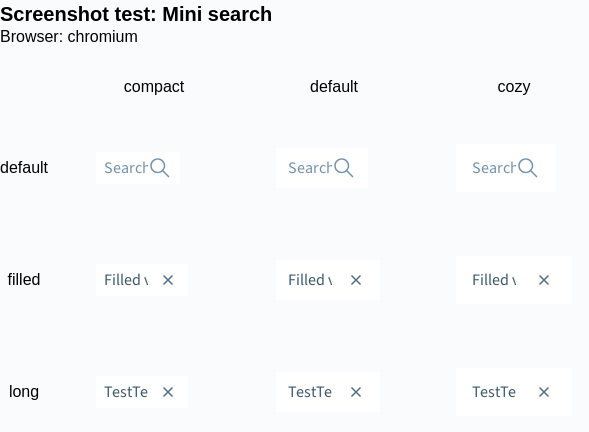 Screenshot test: Mini search
Browser: chromium
compact default cozy
default Search Search Search
filled Filled Filled Filled
long TestTe TestTe TestTe